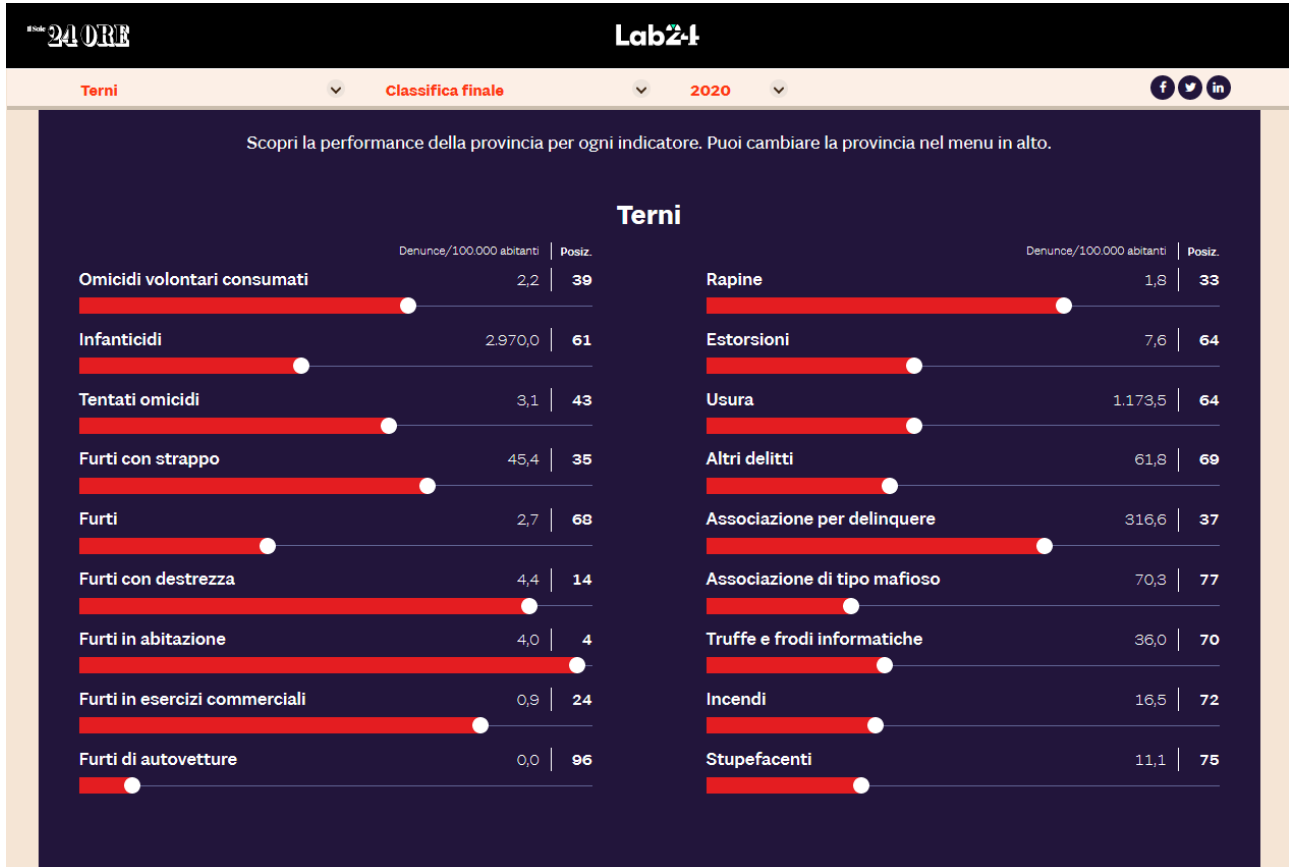 Il Sole 24 ORE
Lab24
Terni Classifica finale 2020
Scopri la performance della provincia per ogni indicatore. Puoi cambiare la provincia nel menu in alto.
Terni
Denunce/100.000 abitanti Posiz.
Omicidi volontari consumati 2,2 39
Infanticidi 2.970,0 61
Tentati omicidi 3,1 43
Furti con strappo 45,4 35
Furti 2,7 68
Furti con destrezza 4,4 14
Furti in abitazione 4,0 4
Furti in esercizi commerciali 0,9 24
Furti di autovetture 0,0 96
Denunce/100.000 abitanti Posiz.
Rapine 1,8 33
Estorsioni 7,6 64
Usura 1.173,5 64
Altri delitti 61,8 69
Associazione per delinquere 316,6 37
Associazione di tipo mafioso 70,3 77
Truffe e frodi informatiche 36,0 70
Incendi 16,5 72
Stupefacenti 11,1 75